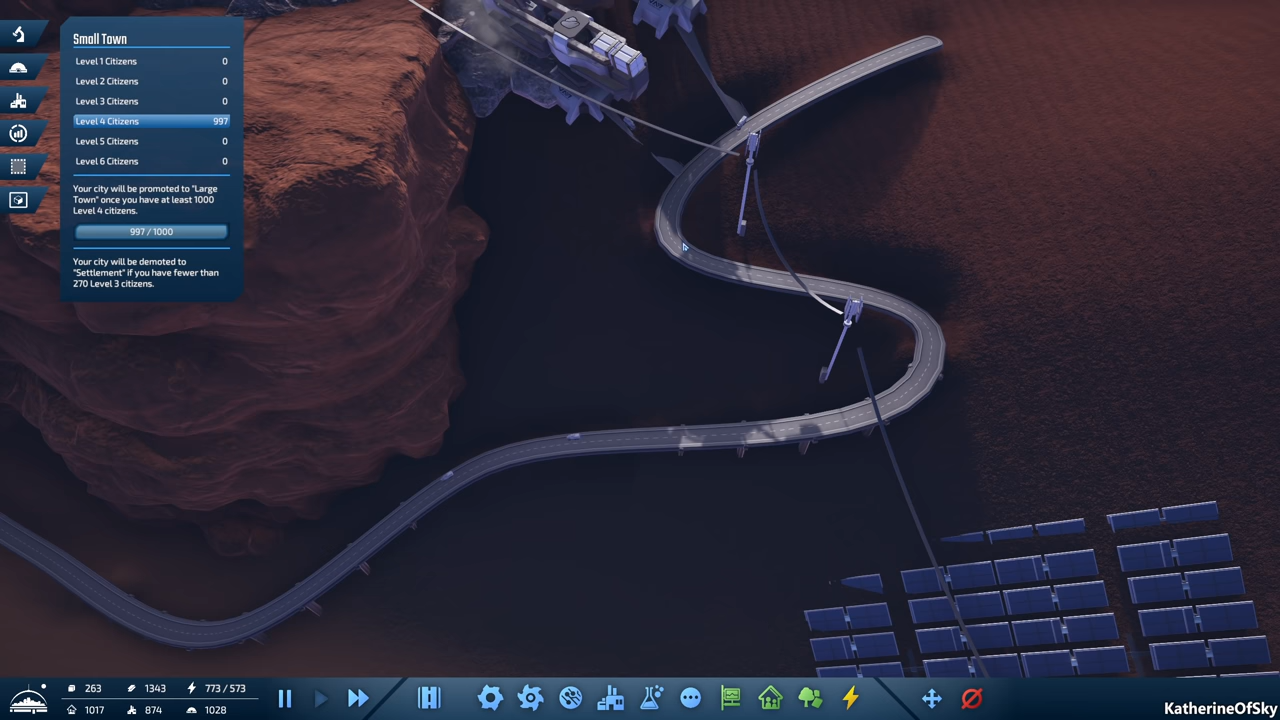 Small Town
Level 1 Citizens 0
Level 2 Citizens 0
Level 3 Citizens 0
Level 4 Citizens 997
Level 5 Citizens 0
Level 6 Citizens 0
Your city will be promoted to "Large
Town" once you have at least 1000
Level 4 citizens.
997 / 1000
Your city will be demoted to
"Settlement" if you have fewer than
270 Level 3 citizens.
263 1343 773 / 573
1017 874 1028
KatherineOfSky